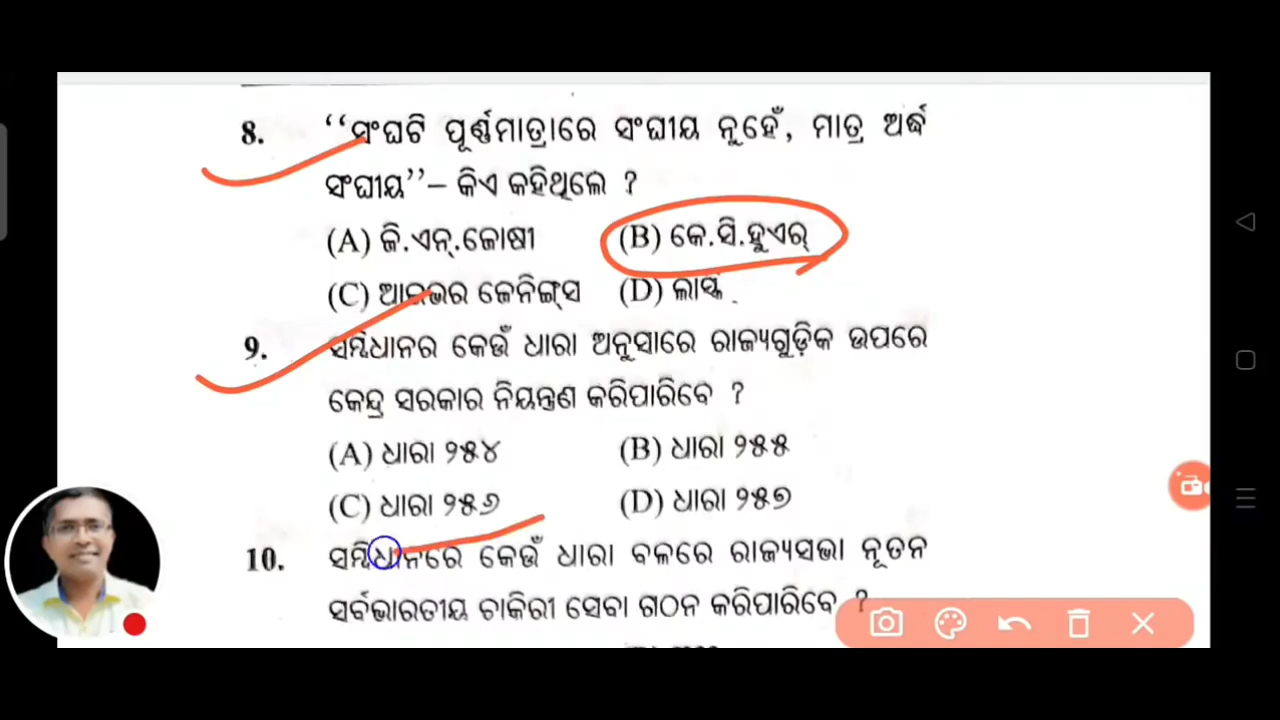 8. ‘‘ସଂଘଟି ପୂର୍ଣ୍ଣମାତ୍ରାରେ ସଂଘୀୟ ନୁହେଁ, ମାତ୍ର ଅର୍ଦ୍ଧ
ସଂଘୀୟ’’ – କିଏ କହିଥିଲେ ?
(A) ଜି.ଏନ୍.ଜୋଷୀ (B) କେ.ସି.ହୁଏର୍
(C) ଆଇଭର ଜେନିଙ୍ଗ୍ସ (D) ଲାସ୍କି
9. ସମ୍ବିଧାନର କେଉଁ ଧାରା ଅନୁସାରେ ରାଜ୍ୟଗୁଡ଼ିକ ଉପରେ
କେନ୍ଦ୍ର ସରକାର ନିୟନ୍ତ୍ରଣ କରିପାରିବେ ?
(A) ଧାରା ୨୫୪ (B) ଧାରା ୨୫୫
(C) ଧାରା ୨୫୬ (D) ଧାରା ୨୫୭
10. ସମ୍ବିଧାନରେ କେଉଁ ଧାରା ବଳରେ ରାଜ୍ୟସଭା ନୂତନ
ସର୍ବଭାରତୀୟ ଚାକିରୀ ସେବା ଗଠନ କରିପାରିବେ ?